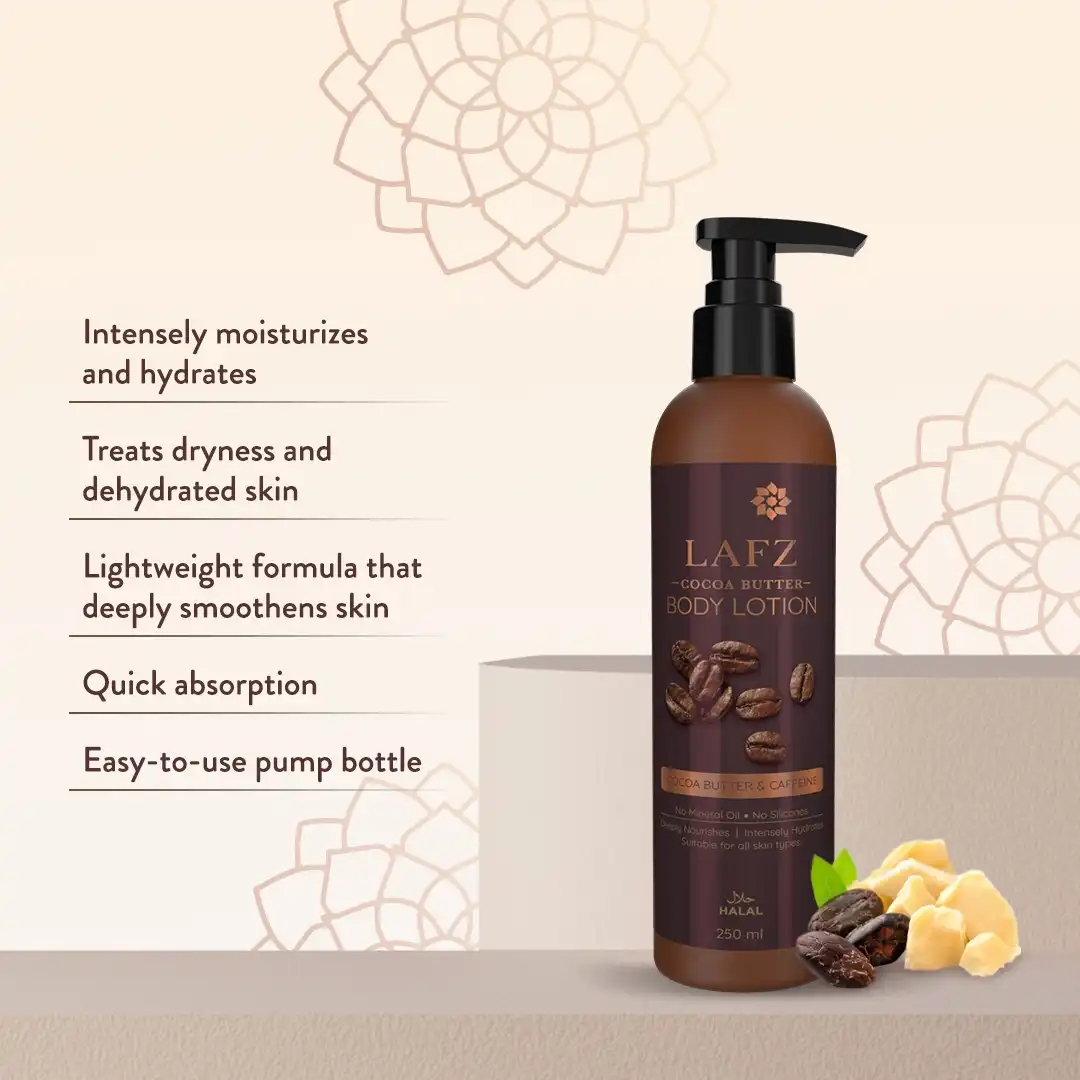 Intensely moisturizes
and hydrates
Treats dryness and
dehydrated skin
Lightweight formula that
deeply smoothens skin
Quick absorption
Easy-to-use pump bottle
LAFZ
-COCOA BUTTER-
BODY LOTION
COCOA BUTTER & CAFFEINE
No Mineral Oil • No Silicones
Deeply Nourishes | Intensely Hydrates
Suitable for all skin types
حلال
HALAL
250 ml